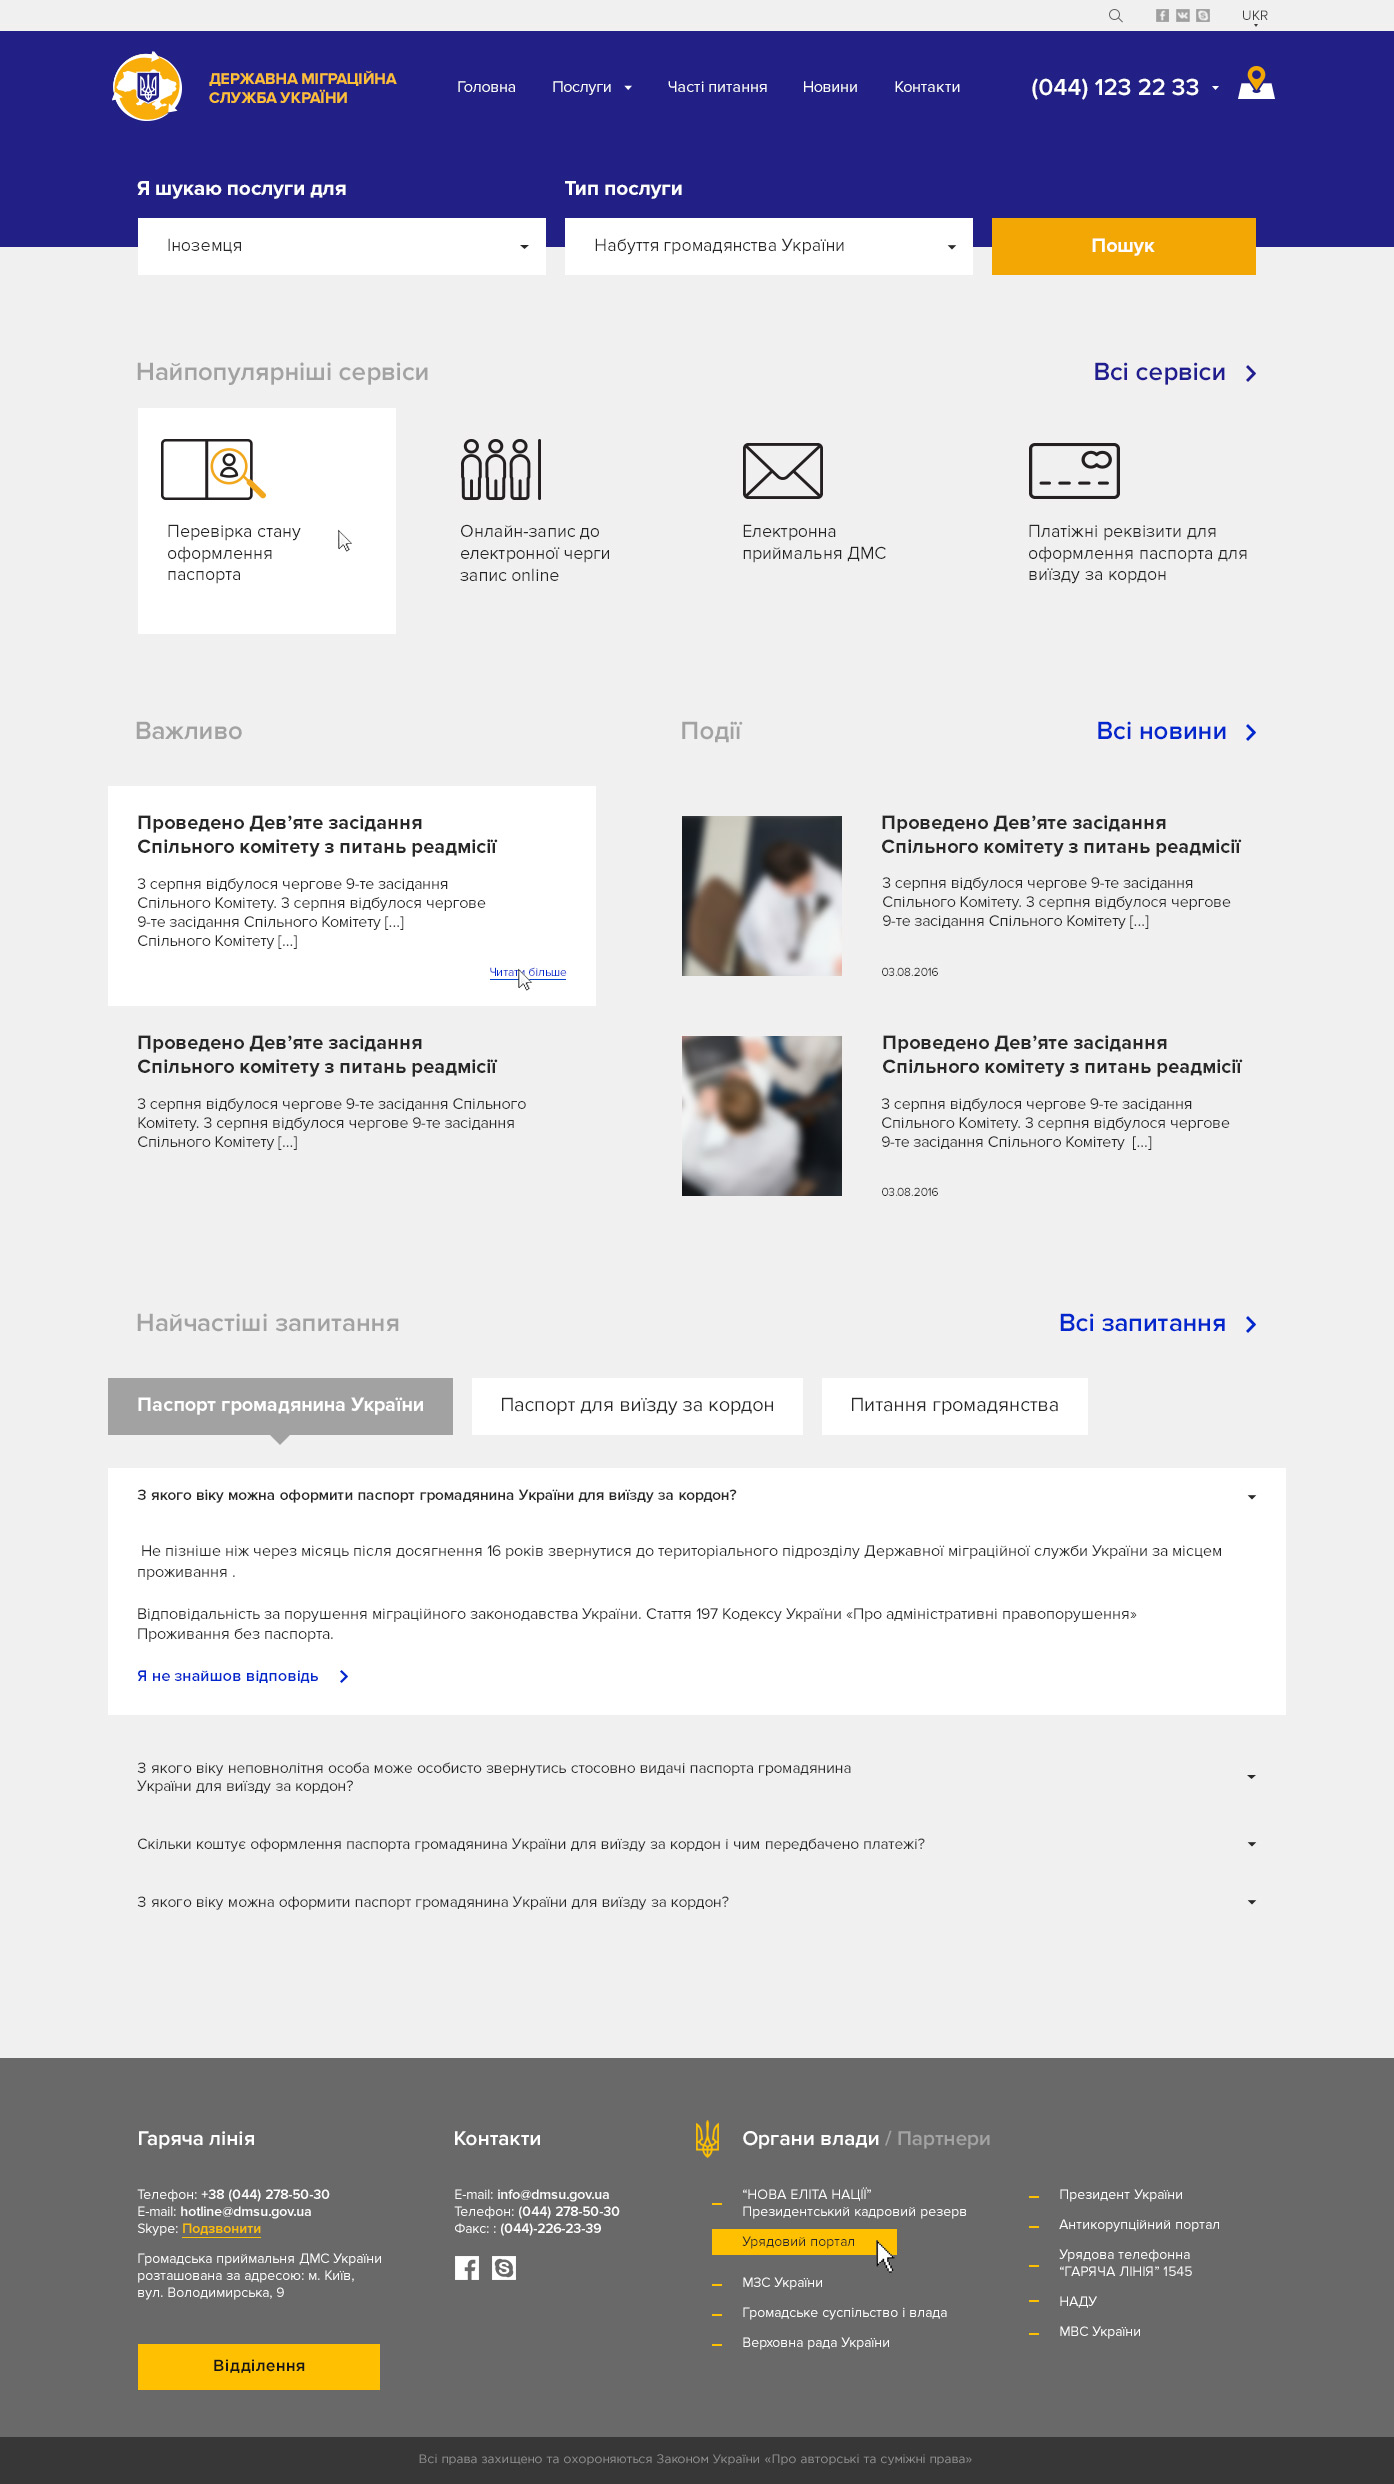 UKR
ДЕРЖАВНА МІГРАЦІЙНА
СЛУЖБА УКРАЇНИ
Головна Послуги Часті питання Новини Контакти
(044) 123 22 33
Я шукаю послуги для
Тип послуги
Іноземця
Набуття громадянства України
Пошук
Найпопулярніші сервіси
Всі сервіси
Перевірка стану
оформлення
паспорта
Онлайн-запис до
електронної черги
запис online
Електронна
приймальня ДМС
Платіжні реквізити для
оформлення паспорта для
виїзду за кордон
Важливо
Події
Всі новини
Проведено Дев’яте засідання
Спільного комітету з питань реадмісії
З серпня відбулося чергове 9-те засідання
Спільного Комітету. З серпня відбулося чергове
9-те засідання Спільного Комітету [...]
Спільного Комітету [...]
Читати більше
Проведено Дев’яте засідання
Спільного комітету з питань реадмісії
З серпня відбулося чергове 9-те засідання
Спільного Комітету. З серпня відбулося чергове
9-те засідання Спільного Комітету [...]
03.08.2016
Проведено Дев’яте засідання
Спільного комітету з питань реадмісії
З серпня відбулося чергове 9-те засідання Спільного
Комітету. З серпня відбулося чергове 9-те засідання
Спільного Комітету [...]
Проведено Дев’яте засідання
Спільного комітету з питань реадмісії
З серпня відбулося чергове 9-те засідання
Спільного Комітету. З серпня відбулося чергове
9-те засідання Спільного Комітету [...]
03.08.2016
Найчастіші запитання
Всі запитання
Паспорт громадянина України
Паспорт для виїзду за кордон
Питання громадянства
З якого віку можна оформити паспорт громадянина України для виїзду за кордон?
Не пізніше ніж через місяць після досягнення 16 років звернутися до територіального підрозділу Державної міграційної служби України за місцем
проживання .
Відповідальність за порушення міграційного законодавства України. Стаття 197 Кодексу України «Про адміністративні правопорушення»
Проживання без паспорта.
Я не знайшов відповідь
З якого віку неповнолітня особа може особисто звернутись стосовно видачі паспорта громадянина
України для виїзду за кордон?
Скільки коштує оформлення паспорта громадянина України для виїзду за кордон і чим передбачено платежі?
З якого віку можна оформити паспорт громадянина України для виїзду за кордон?
Гаряча лінія
Телефон: +38 (044) 278-50-30
E-mail: hotline@dmsu.gov.ua
Skype: Подзвонити
Громадська приймальня ДМС України
розташована за адресою: м. Київ,
вул. Володимирська, 9
Відділення
Контакти
E-mail: info@dmsu.gov.ua
Телефон: (044) 278-50-30
Факс: : (044)-226-23-39
Органи влади / Партнери
“НОВА ЕЛІТА НАЦІЇ”
Президентський кадровий резерв
Урядовий портал
МЗС України
Громадське суспільство і влада
Верховна рада України
Президент України
Антикорупційний портал
Урядова телефонна
“ГАРЯЧА ЛІНІЯ” 1545
НАДУ
МВС України
Всі права захищено та охороняються Законом України «Про авторські та суміжні права»